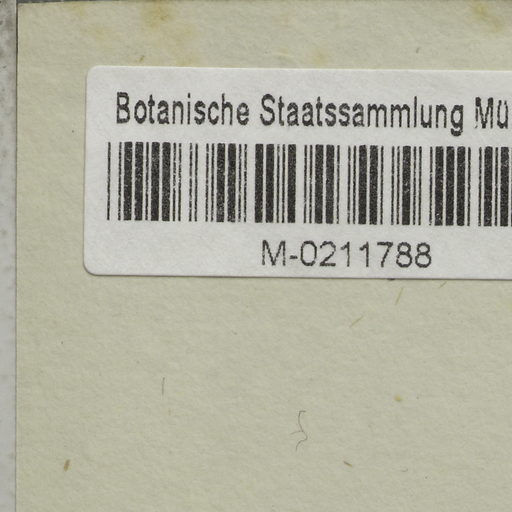 Botanische Staatssammlung Mü
M-0211788